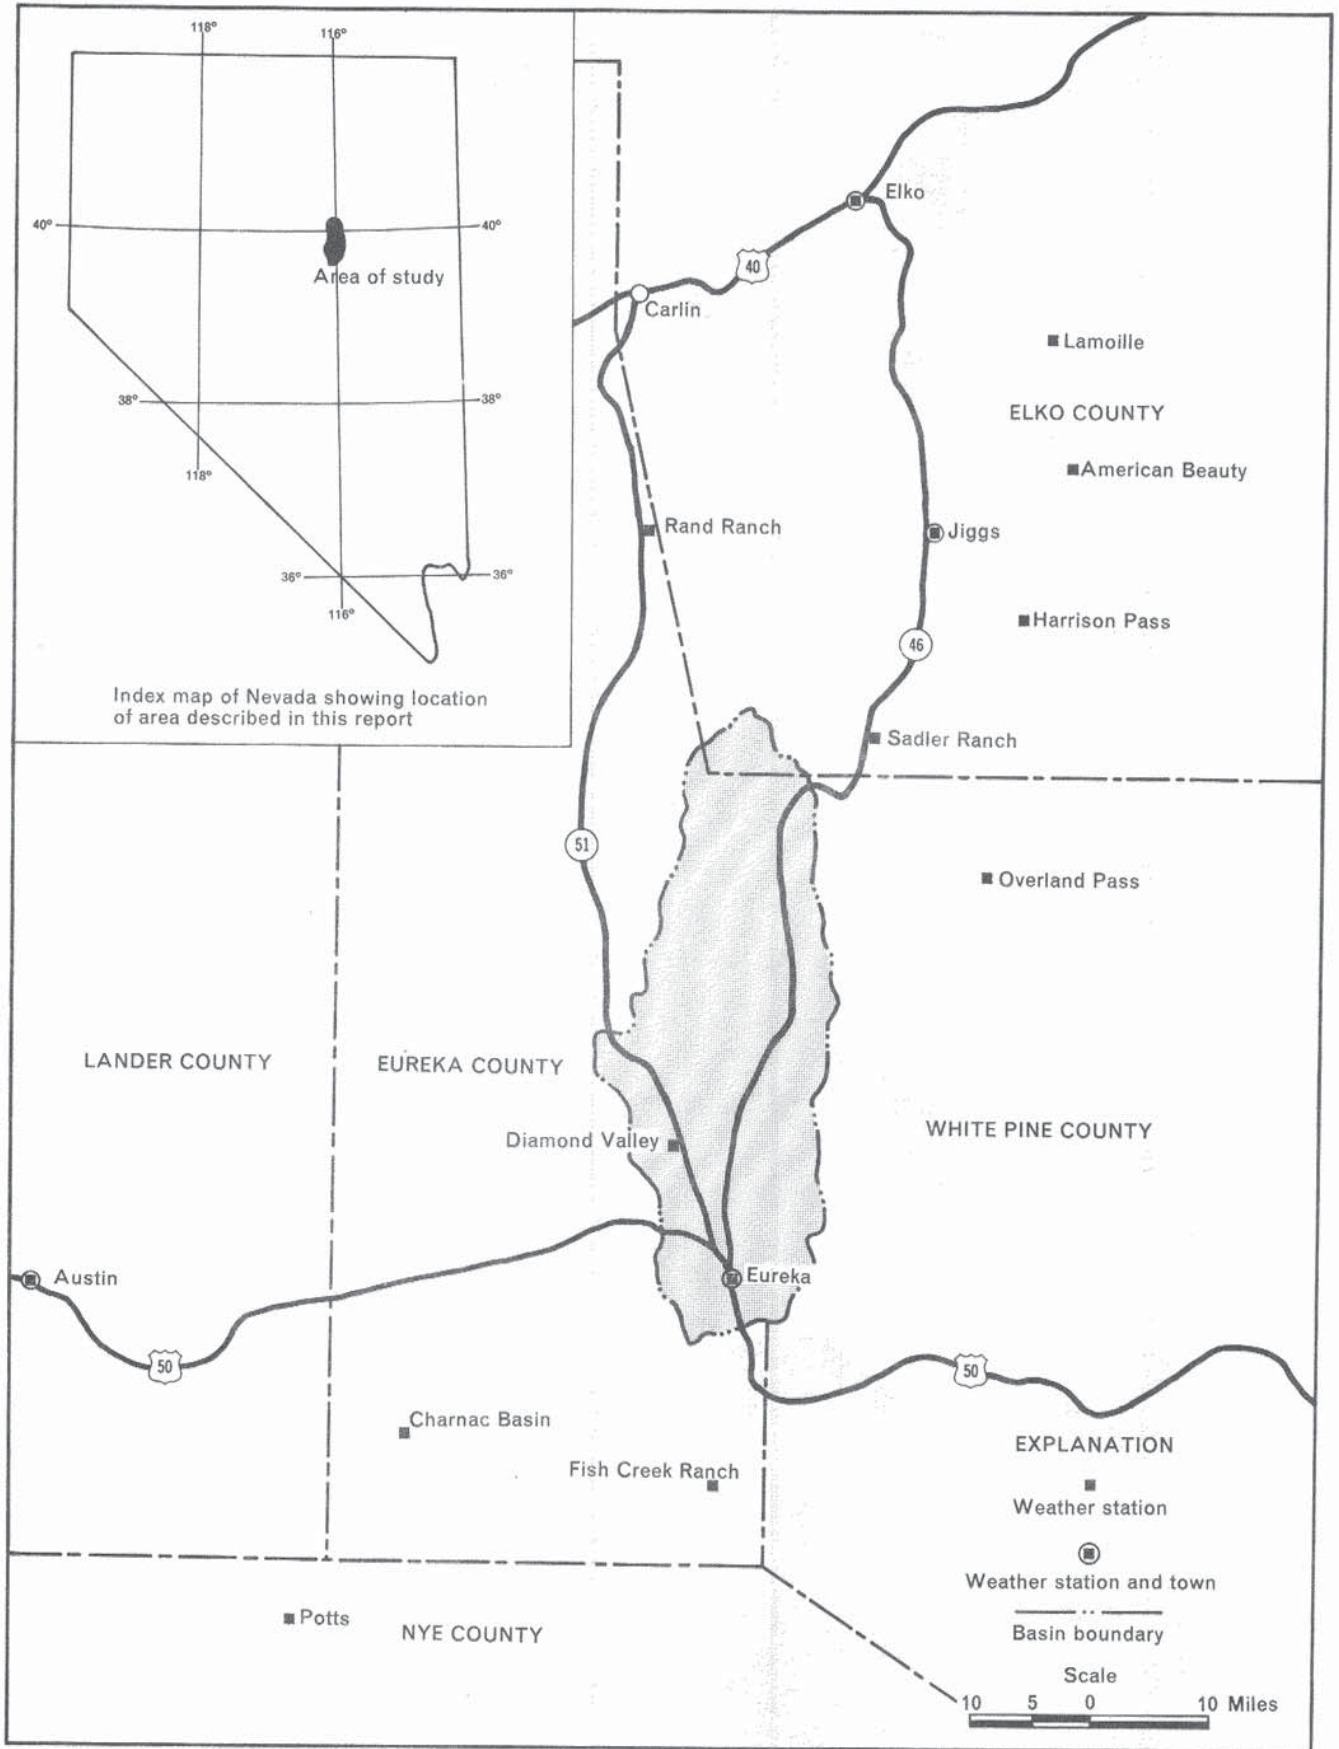 118°
116°
40°
40°
Area of study
38°
38°
118°
36°
36°
116°
Index map of Nevada showing location
of area described in this report
Elko
40
Carlin
Lamoille
ELKO COUNTY
American Beauty
Rand Ranch
Jiggs
Harrison Pass
46
Sadler Ranch
51
Overland Pass
LANDER COUNTY
EUREKA COUNTY
WHITE PINE COUNTY
Diamond Valley
Austin
Eureka
50
50
Charnac Basin
Fish Creek Ranch
Potts
NYE COUNTY
EXPLANATION
Weather station
Weather station and town
Basin boundary
Scale
10 5 0 10 Miles